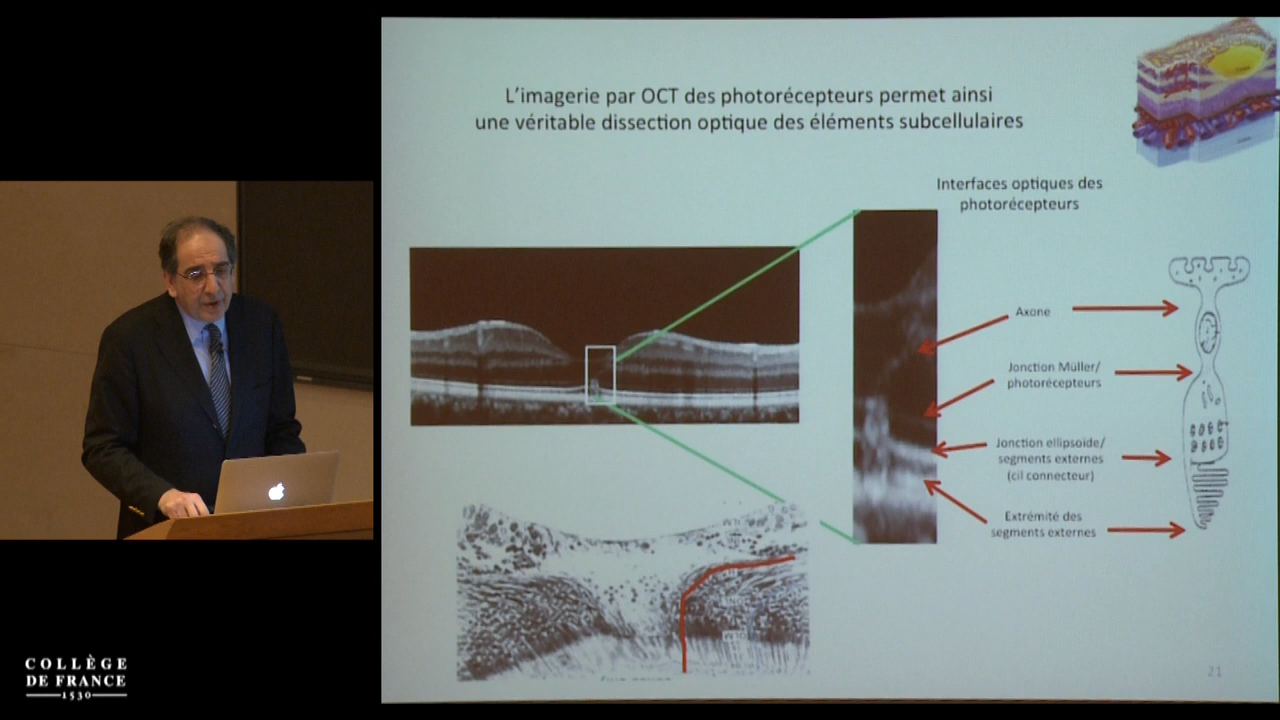 L'imagerie par OCT des photorécepteurs permet ainsi
une véritable dissection optique des éléments subcellulaires
Interfaces optiques des
photorécepteurs
Axone
Jonction Müller/
photorécepteurs
Jonction ellipsoïde/
segments externes
(cil connecteur)
Extrémité des
segments externes
21
COLLÈGE
DE FRANCE
1530